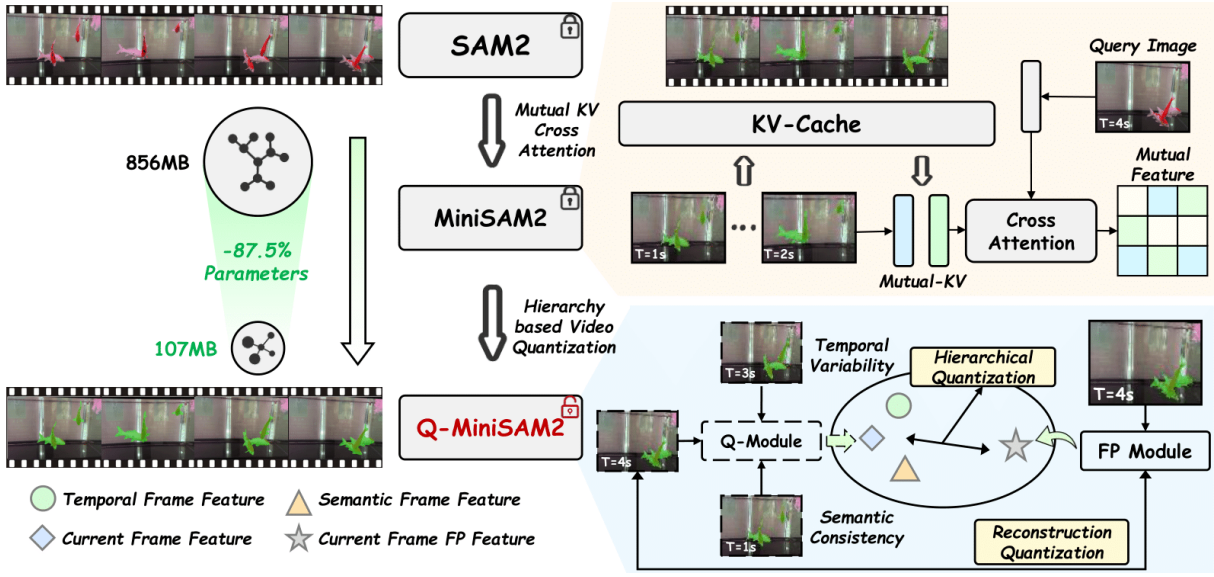 SAM2
Mutual KV
Cross
Attention
856MB
MiniSAM2
-87.5%
Parameters
Hierarchy
based Video
Quantization
107MB
Q-MiniSAM2
Temporal Frame Feature
Semantic Frame Feature
Current Frame Feature
Current Frame FP Feature
Query Image
KV-Cache
T=4s
Mutual
Feature
T=1s
...
T=2s
Cross
Attention
Mutual-KV
T=3s
Temporal
Variability
Hierarchical
Quantization
T=4s
T=4s
Q-Module
FP Module
T=1s
Semantic
Consistency
Reconstruction
Quantization